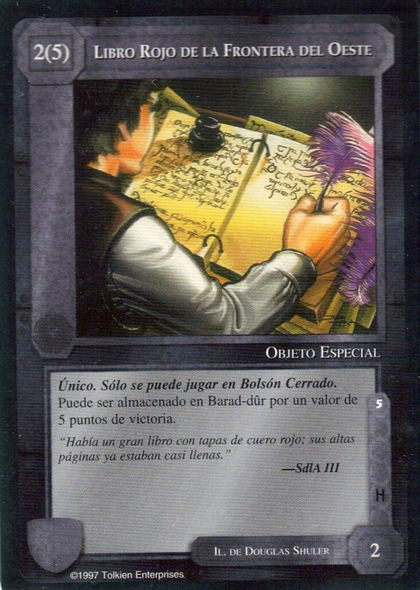 2(5)
LIBRO ROJO DE LA FRONTERA DEL OESTE
OBJETO ESPECIAL
Único. Sólo se puede jugar en Bolsón Cerrado.
Puede ser almacenado en Barad-dûr por un valor de
5 puntos de victoria.
5
“Había un gran libro con tapas de cuero rojo; sus altas
páginas ya estaban casi llenas.”
—SdlA III
H
IL. DE DOUGLAS SHULER
2
©1997 Tolkien Enterprises